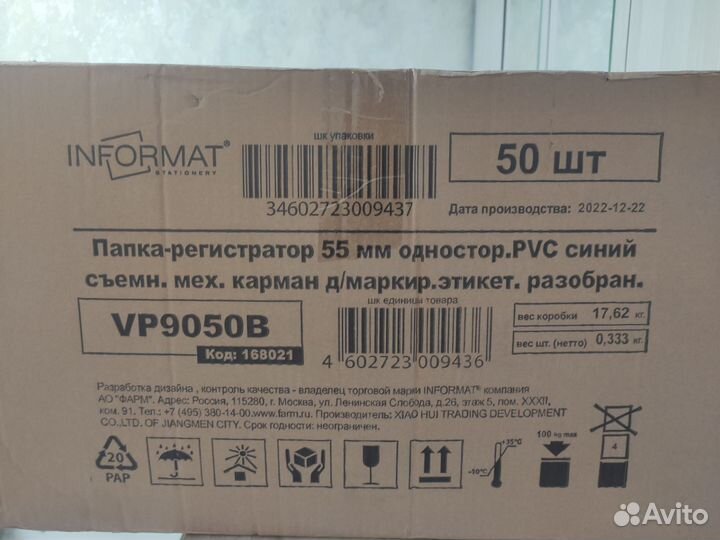 INFORMAT®
STATIONERY
шк упаковки
34602723009437
50 шт
Дата производства: 2022-12-22
Папка-регистратор 55 мм одностор.PVC синий
съемн. мех. карман д/маркир.этикет. разобран.
VP9050B
Код: 168021
шк единицы товара
4 602723 009436
вес коробки 17,62 кг.
вес шт. (нетто) 0,333 кг.
Разработка дизайна , контроль качества - владелец торговой марки INFORMAT® компания
АО "ФАРМ". Адрес: Россия, 115280, г. Москва, ул. Ленинская Слобода, д.26, этаж 5, пом. XXXII,
ком. 91. Тел.: +7 (495) 380-14-00.www.farm.ru. Производитель: XIAO HUI TRADING DEVELOPMENT
CO.,LTD. OF JIANGMEN CITY. Срок годности: неограничен.
20
PAP
-10°C
+35°C
100 kg max
4
Avito